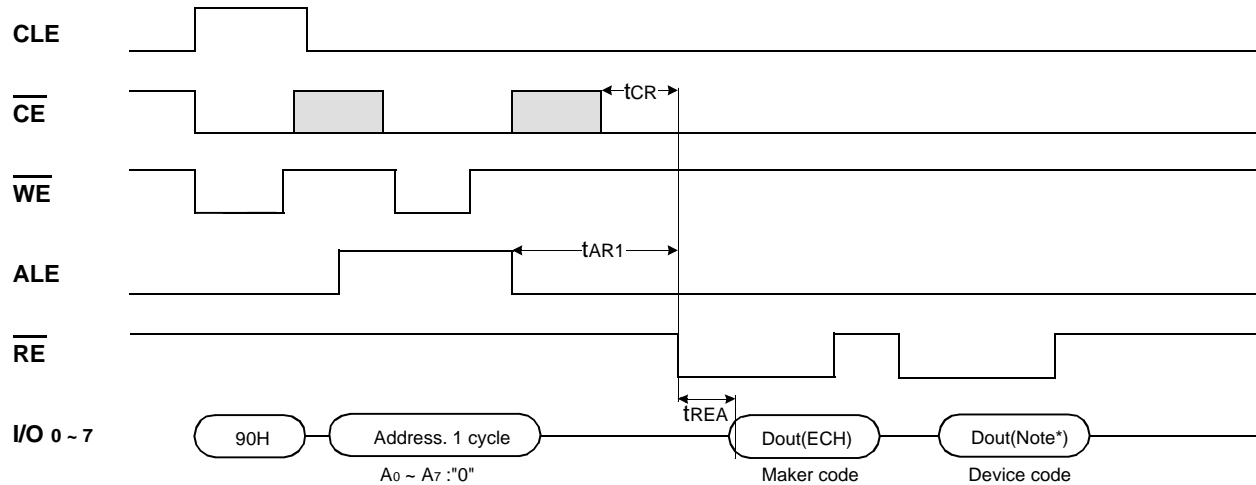 CLE
CE
tCR
WE
tAR1
ALE
RE
tREA
I/O 0 ~ 7
90H
Address. 1 cycle
Dout(ECH)
Dout(Note*)
A0 ~ A7 :"0"
Maker code
Device code